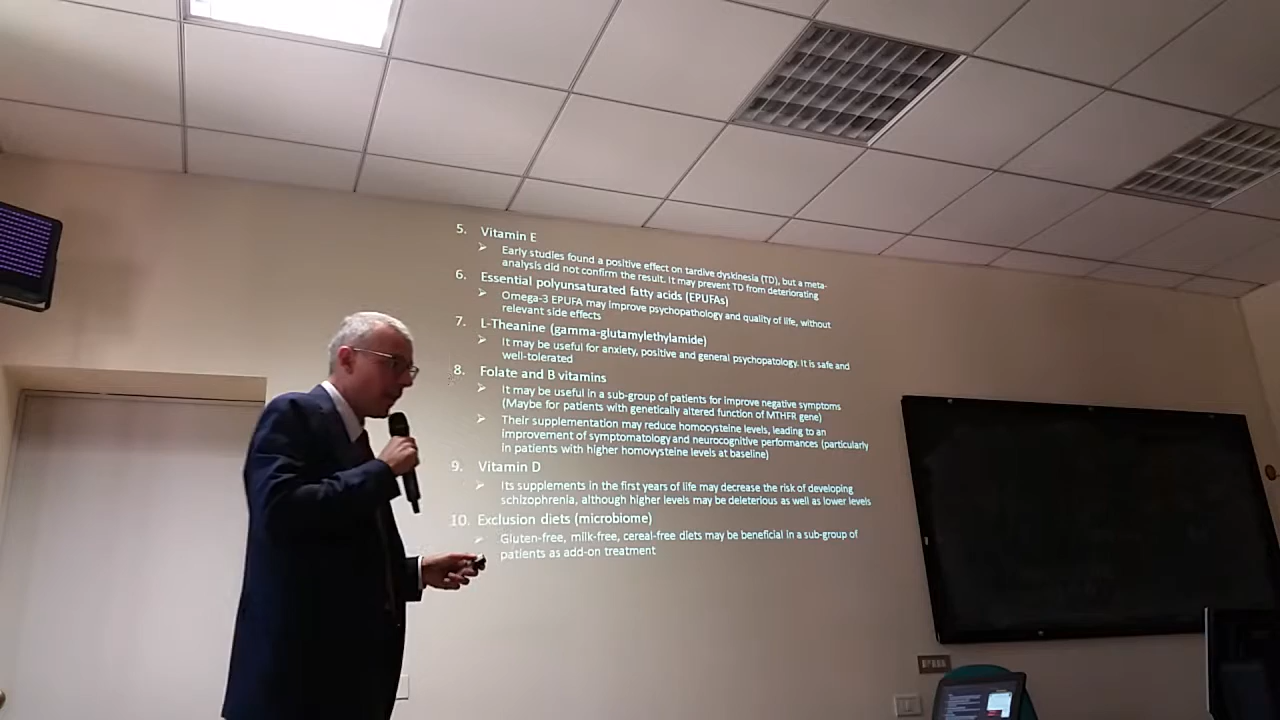 5. Vitamin E
➢ Early studies found a positive effect on tardive dyskinesia (TD), but a meta-
analysis did not confirm the result. It may prevent TD from deteriorating
6. Essential polyunsaturated fatty acids (EPUFAs)
➢ Omega-3 EPUFA may improve psychopathology and quality of life, without
relevant side effects
7. L-Theanine (gamma-glutamylethylamide)
➢ It may be useful for anxiety, positive and general psychopatology. It is safe and
well-tolerated
8. Folate and B vitamins
➢ It may be useful in a sub-group of patients for improve negative symptoms
(Maybe for patients with genetically altered function of MTHFR gene)
➢ Their supplementation may reduce homocysteine levels, leading to an
improvement of symptomatology and neurocognitive performances (particularly
in patients with higher homovysteine levels at baseline)
9. Vitamin D
➢ Its supplements in the first years of life may decrease the risk of developing
schizophrenia, although higher levels may be deleterious as well as lower levels
10. Exclusion diets (microbiome)
➢ Gluten-free, milk-free, cereal-free diets may be beneficial in a sub-group of
patients as add-on treatment